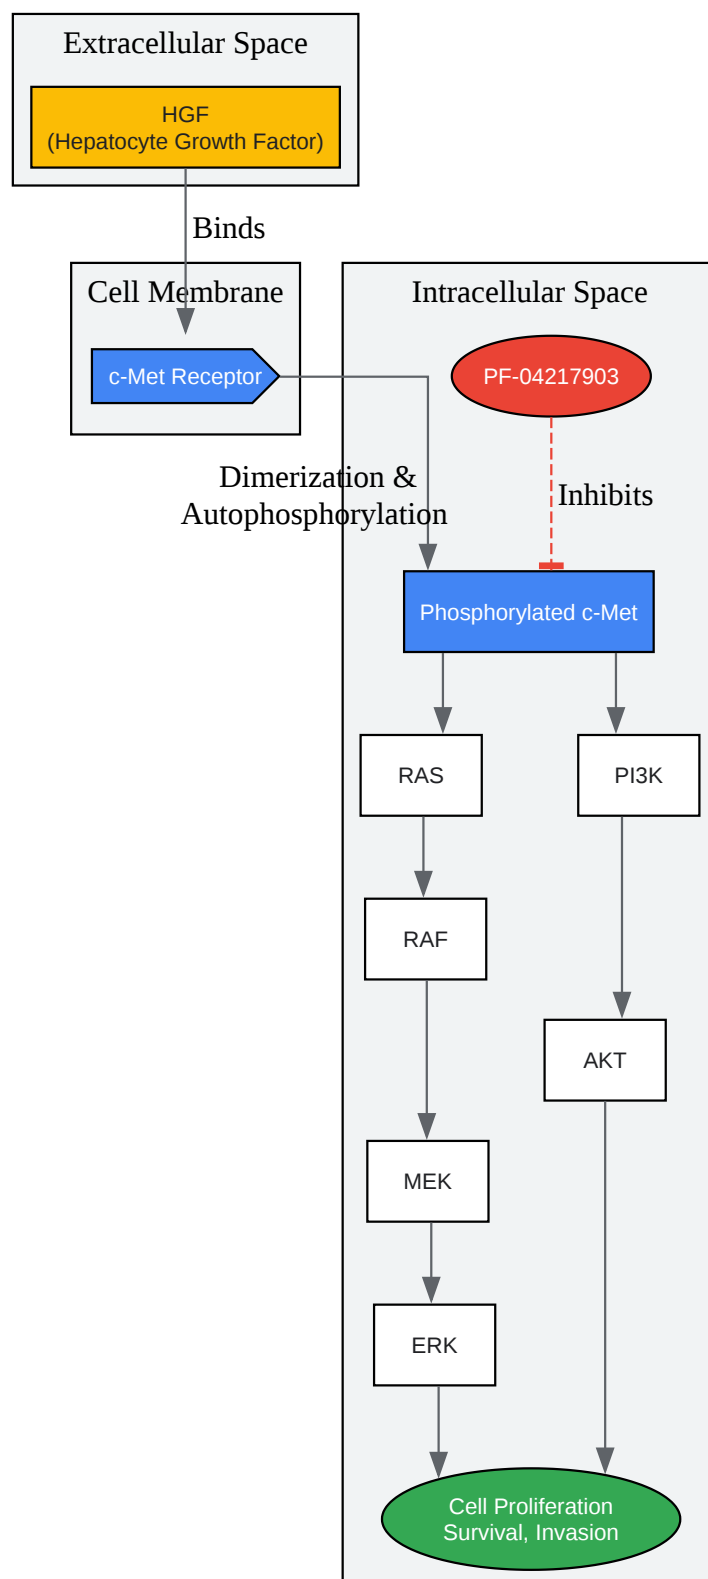 Extracellular Space
HGF
(Hepatocyte Growth Factor)
Binds
Cell Membrane
c-Met Receptor
Intracellular Space
PF-04217903
Dimerization &
Autophosphorylation
Inhibits
Phosphorylated c-Met
RAS
PI3K
RAF
AKT
MEK
ERK
Cell Proliferation
Survival, Invasion